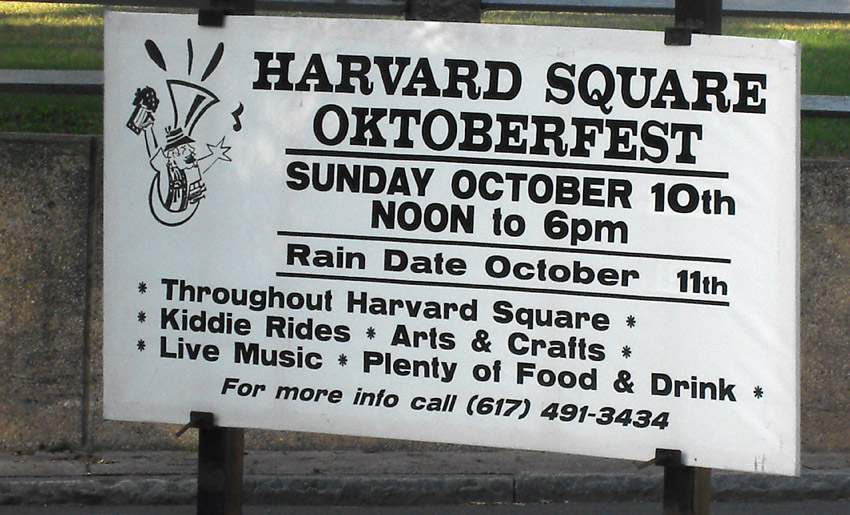 HARVARD SQUARE
OKTOBERFEST
SUNDAY OCTOBER 10th
NOON to 6pm
Rain Date October 11th
* Throughout Harvard Square *
* Kiddie Rides * Arts & Crafts *
* Live Music * Plenty of Food & Drink *
For more info call (617) 491-3434